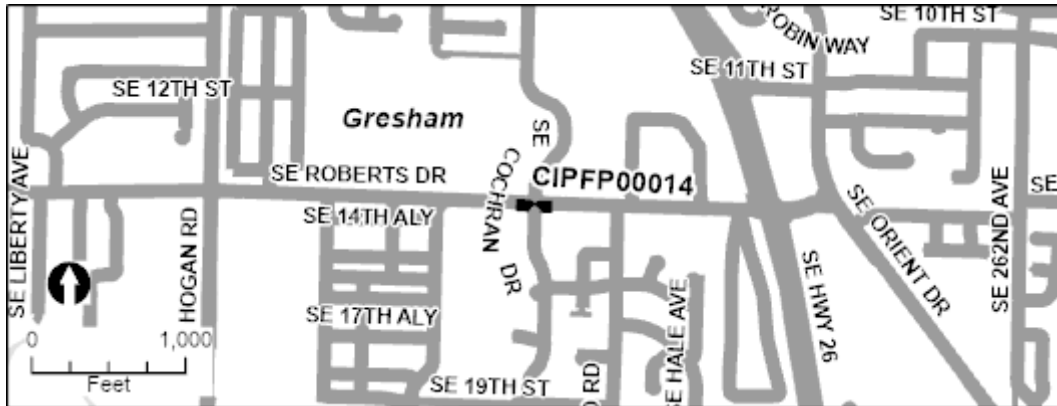 SE 10TH ST
ROBIN WAY
SE 11TH ST
SE 12TH ST
Gresham
SE COCHRAN DR
CIPFP00014
SE ROBERTS DR
SE 14TH ALY
SE LIBERTY AVE
HOGAN RD
SE ORIENT DR
SE 262ND AVE
SE
SE HWY 26
SE HALE AVE
SE 17TH ALY
SE 19TH ST
RD
0 1,000
Feet